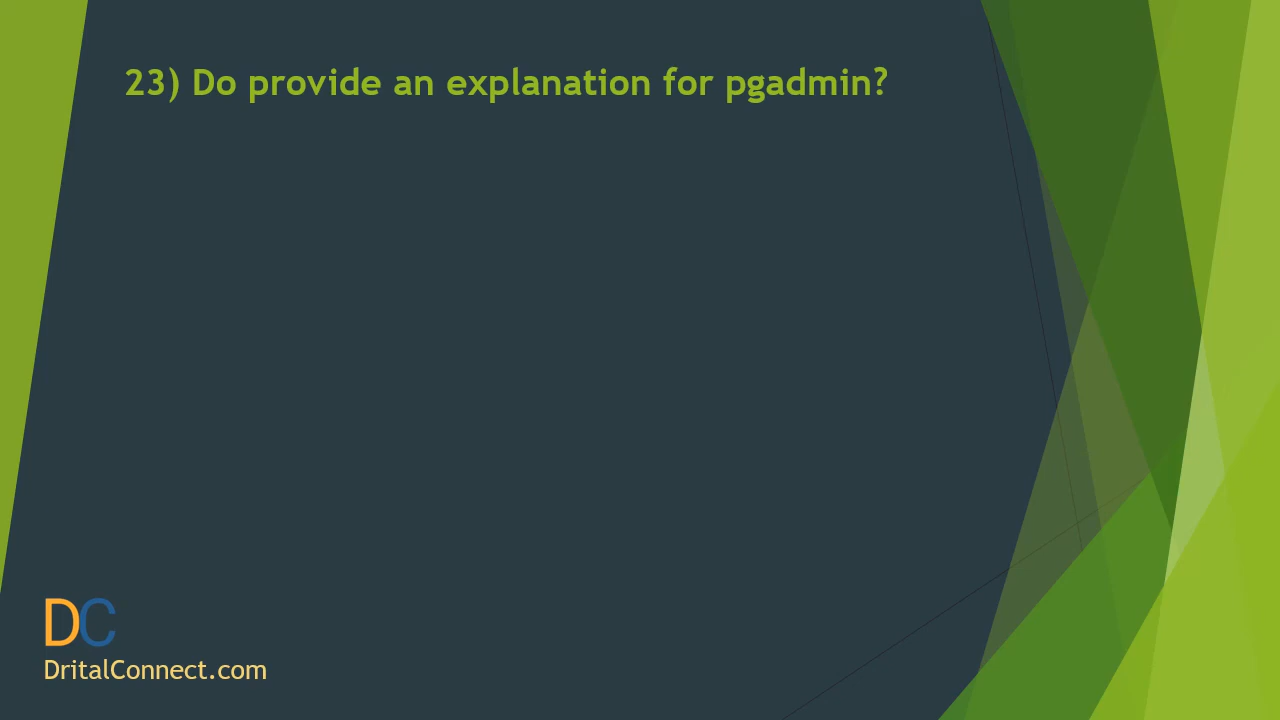 23) Do provide an explanation for pgadmin?
DC
DritalConnect.com